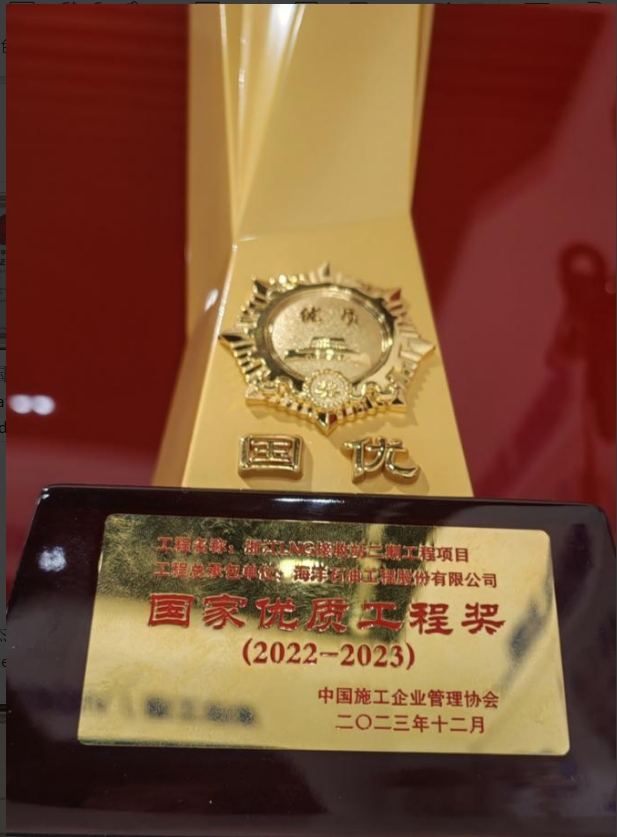 优质
国优
工程名称：浙江LNG接收站二期工程项目
工程总承包单位：海洋石油工程股份有限公司
国家优质工程奖
(2022-2023)
中国施工企业管理协会
二〇二三年十二月